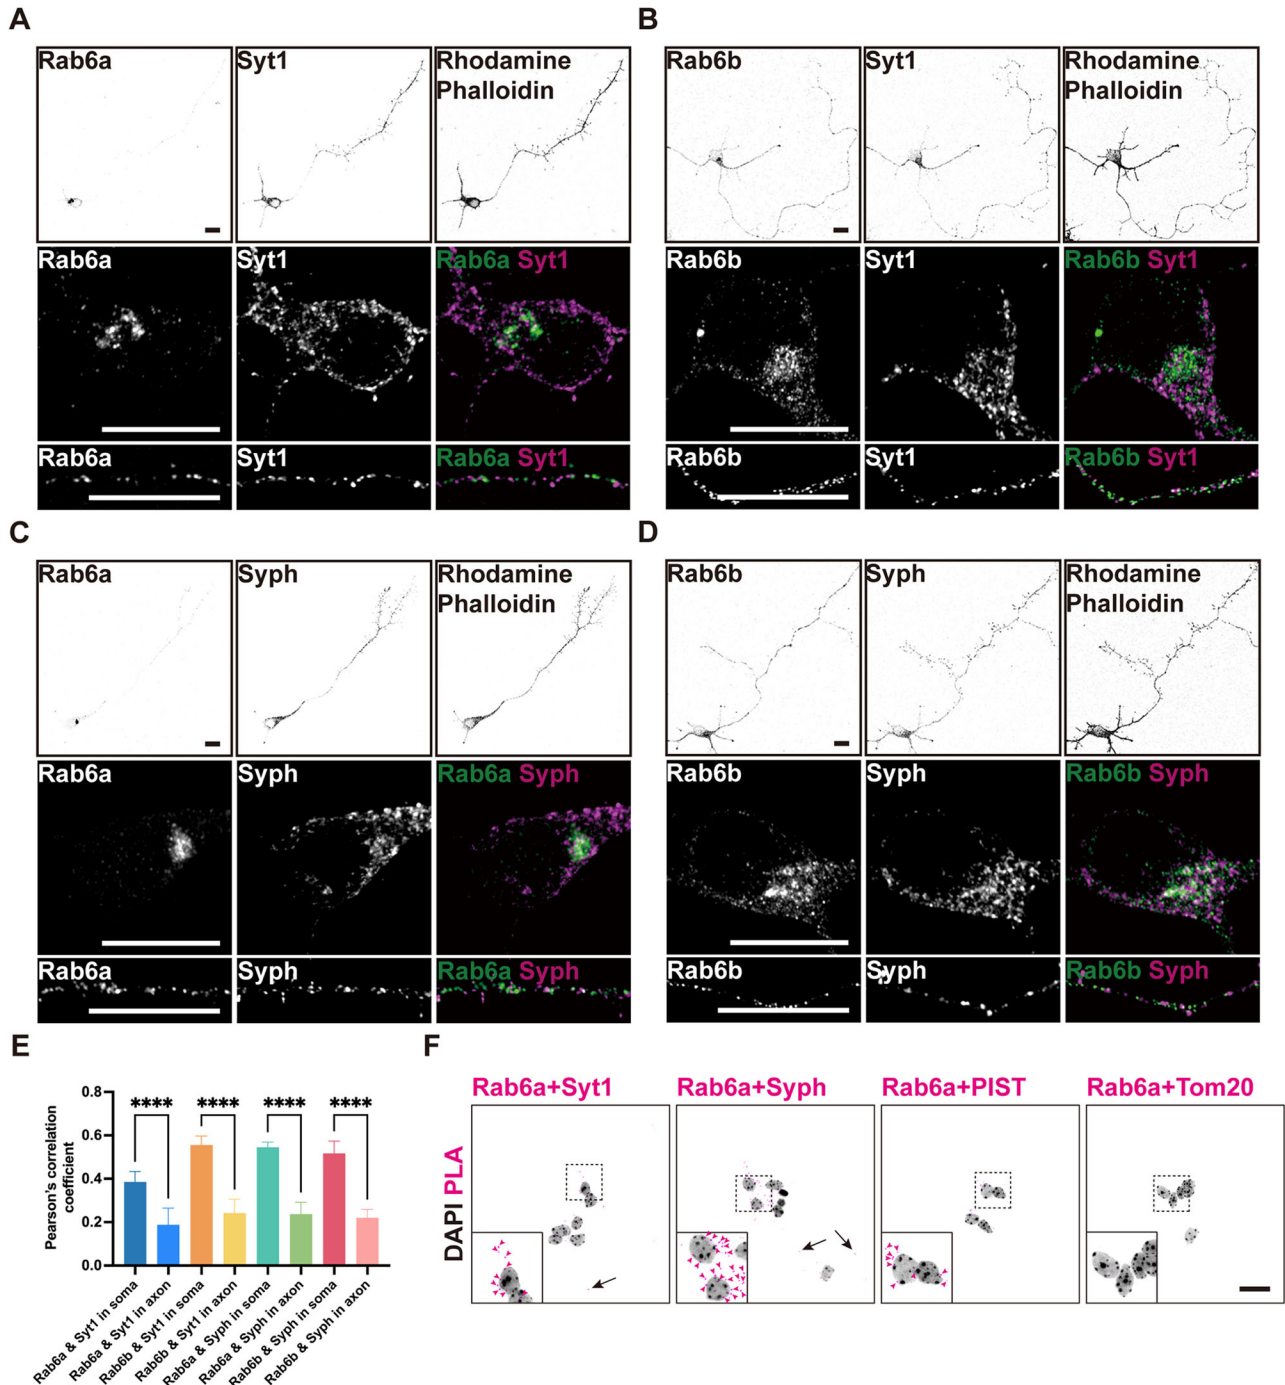 A
B
Rab6a
Syt1
Rhodamine
Phalloidin
Rab6b
Syt1
Rhodamine
Phalloidin
Rab6a
Syt1
Rab6a Syt1
Rab6b
Syt1
Rab6b Syt1
Rab6a
Syt1
Rab6a Syt1
Rab6b
Syt1
Rab6b Syt1
C
D
Rab6a
Syph
Rhodamine
Phalloidin
Rab6b
Syph
Rhodamine
Phalloidin
Rab6a
Syph
Rab6a Syph
Rab6b
Syph
Rab6b Syph
Rab6a
Syph
Rab6a Syph
Rab6b
Syph
Rab6b Syph
E
Pearson's correlation
coefficient
0.8
0.6
0.4
0.2
0.0
****
****
****
****
Rab6a & Syt1 in soma
Rab6a & Syt1 in axon
Rab6b & Syt1 in soma
Rab6b & Syt1 in axon
Rab6a & Syph in soma
Rab6a & Syph in axon
Rab6b & Syph in soma
Rab6b & Syph in axon
F
DAPI PLA
Rab6a+Syt1
Rab6a+Syph
Rab6a+PIST
Rab6a+Tom20